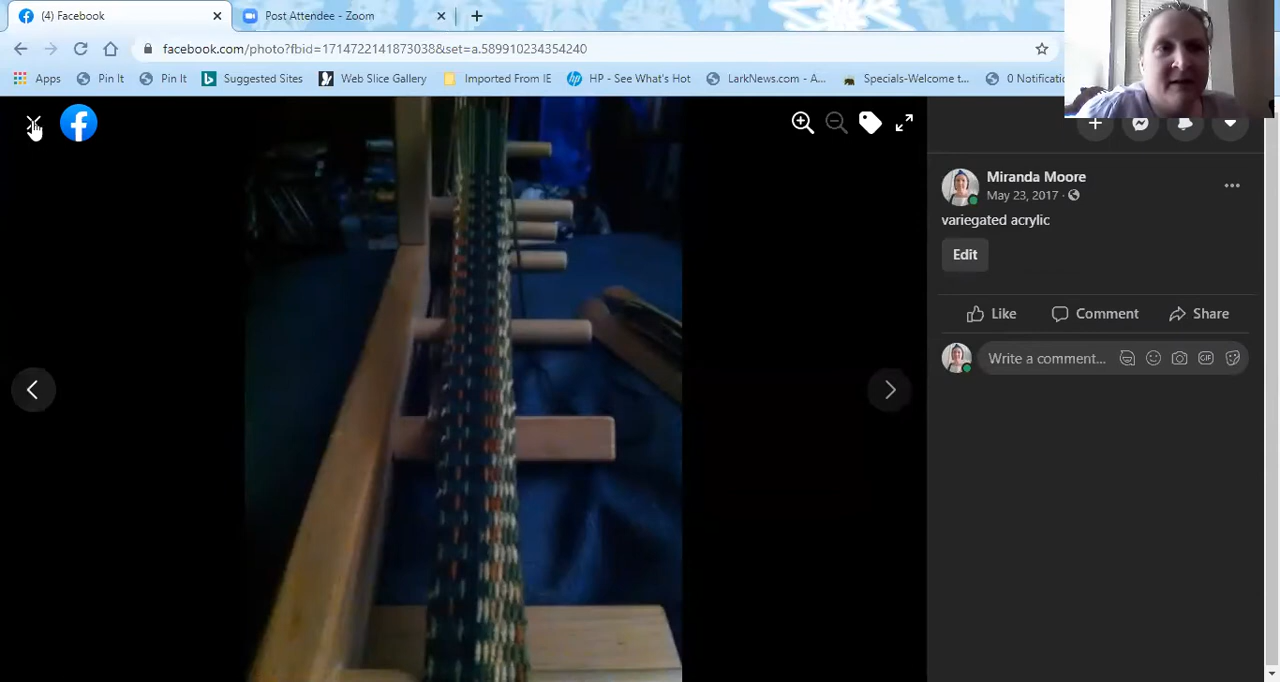 (4) Facebook
Post Attendee - Zoom
facebook.com/photo?fbid=1714722141873038&set=a.589910234354240
Apps Pin It Pin It Suggested Sites Web Slice Gallery Imported From IE HP - See What's Hot LarkNews.com - A... Specials-Welcome t... 0 Notificatio
Miranda Moore
May 23, 2017 ·
variegated acrylic
Edit
Like Comment Share
Write a comment...
GIF